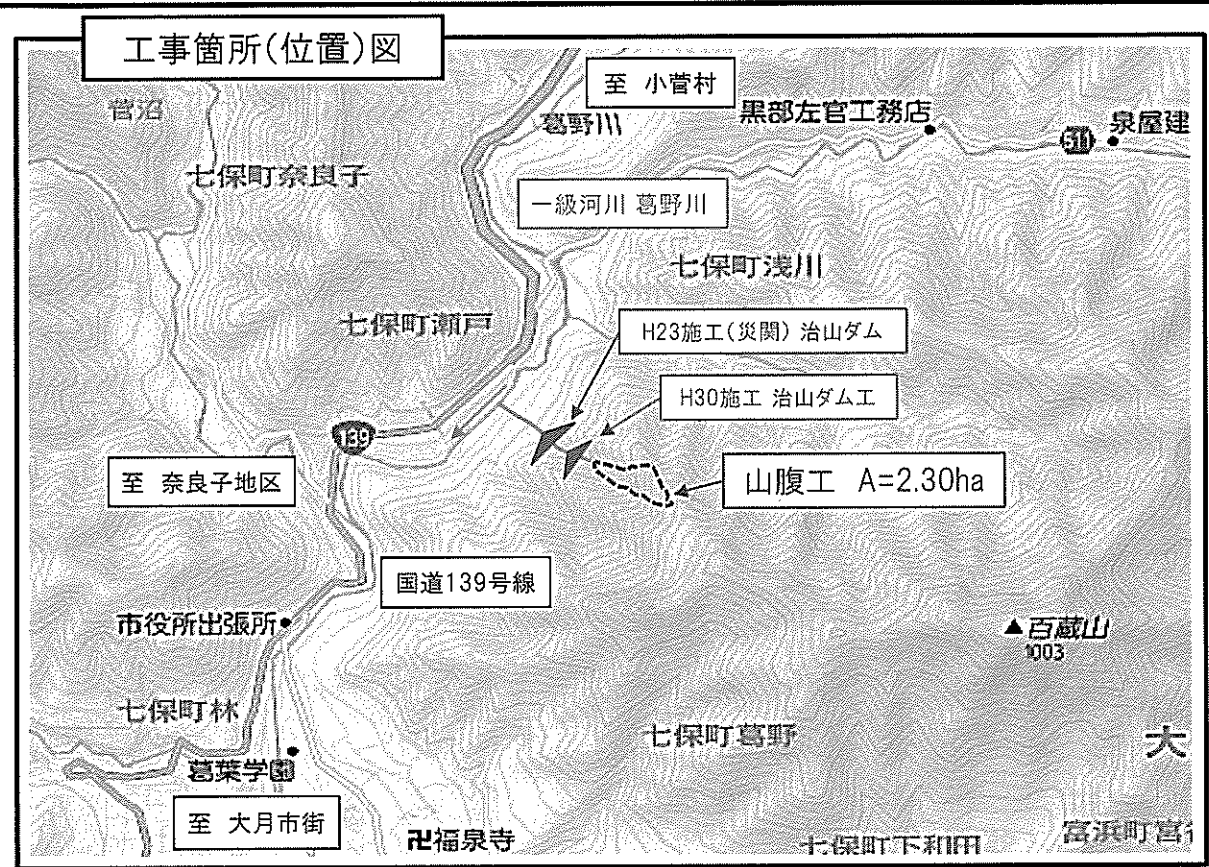 工事箇所(位置)図
至 小菅村
菅沼
葛野川
黒部左官工務店
511
泉屋建
七保町奈良子
一級河川 葛野川
七保町浅川
七保町瀬戸
H23施工(災関) 治山ダム
H30施工 治山ダム工
139
至 奈良子地区
山腹工 A=2.30ha
国道139号線
市役所出張所
▲百蔵山
1003
七保町林
七保町葛野
大
葛葉学園
至 大月市街
卍福泉寺
七保町下和田
富浜町宮